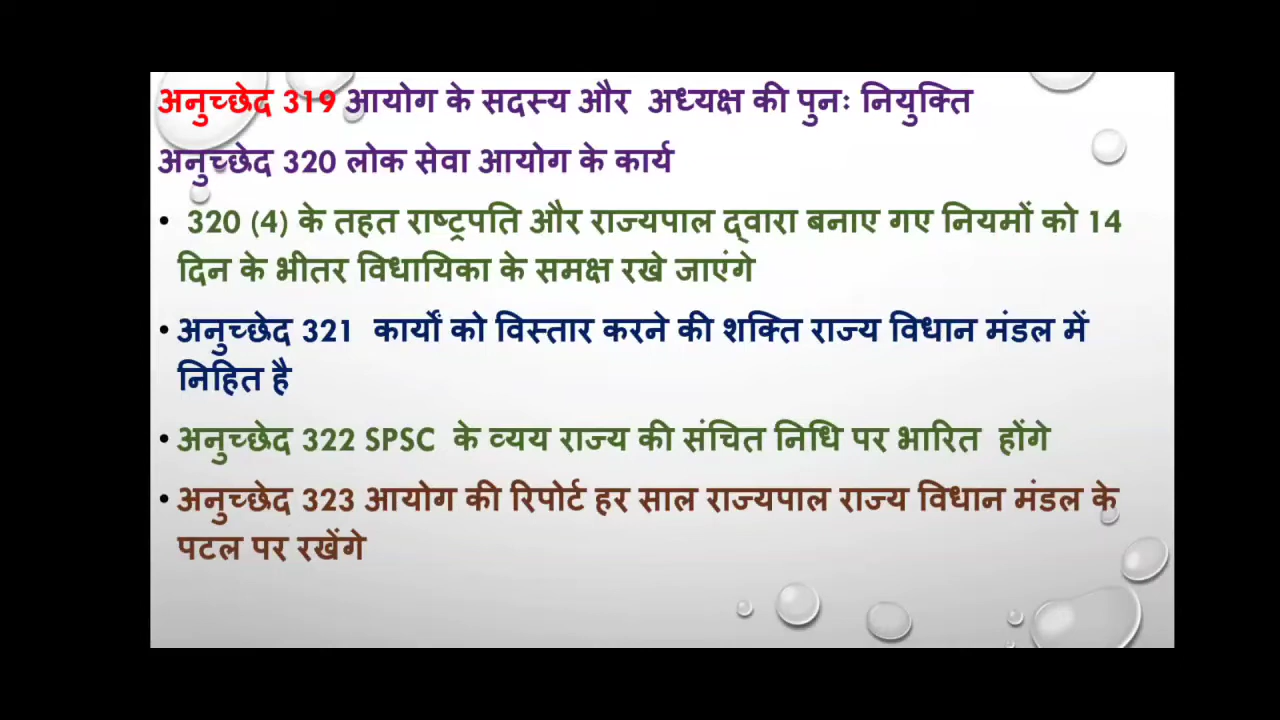 अनुच्छेद 319 आयोग के सदस्य और अध्यक्ष की पुनः नियुक्ति
अनुच्छेद 320 लोक सेवा आयोग के कार्य
• 320 (4) के तहत राष्ट्रपति और राज्यपाल द्वारा बनाए गए नियमों को 14
दिन के भीतर विधायिका के समक्ष रखे जाएंगे
• अनुच्छेद 321 कार्यों को विस्तार करने की शक्ति राज्य विधान मंडल में
निहित है
• अनुच्छेद 322 SPSC के व्यय राज्य की संचित निधि पर भारित होंगे
• अनुच्छेद 323 आयोग की रिपोर्ट हर साल राज्यपाल राज्य विधान मंडल के
पटल पर रखेंगे